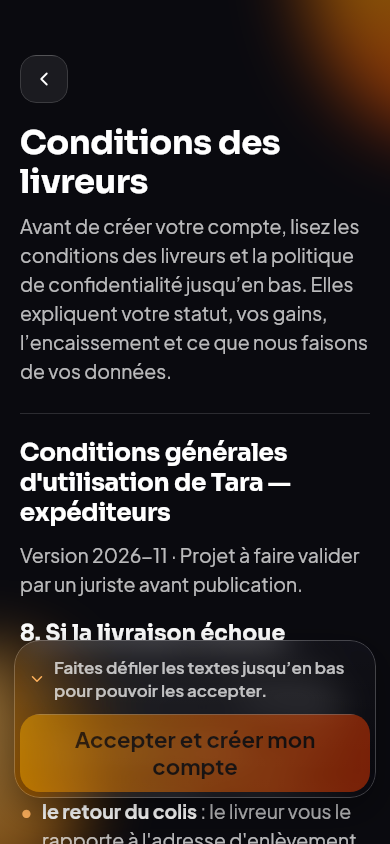 Conditions des
livreurs
Avant de créer votre compte, lisez les
conditions des livreurs et la politique
de confidentialité jusqu’en bas. Elles
expliquent votre statut, vos gains,
l’encaissement et ce que nous faisons
de vos données.
Conditions générales
d'utilisation de Tara —
expéditeurs
Version 2026–11 · Projet à faire valider
par un juriste avant publication.
8. Si la livraison échoue
Faites défiler les textes jusqu’en bas
pour pouvoir les accepter.
Accepter et créer mon
compte
le retour du colis : le livreur vous le
rapporte à l'adresse d'enlèvement